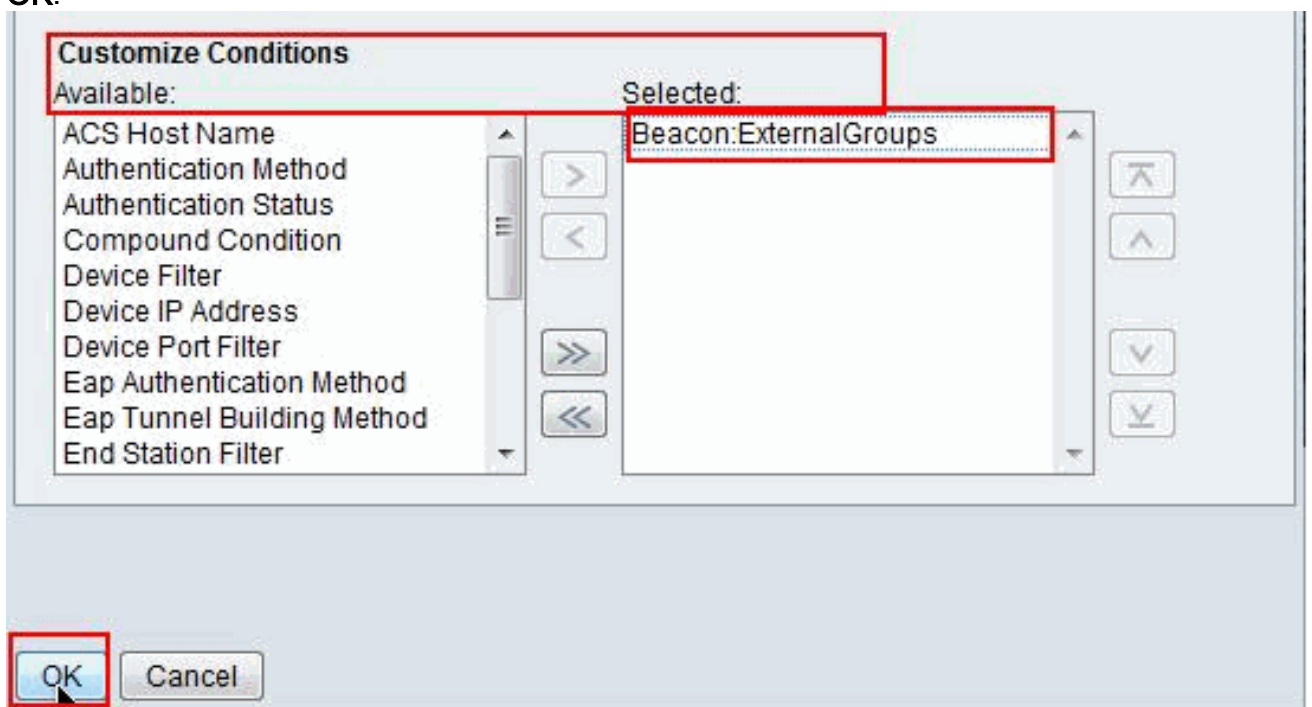 OK.
Customize Conditions
Available:
Selected:
ACS Host Name
Authentication Method
Authentication Status
Compound Condition
Device Filter
Device IP Address
Device Port Filter
Eap Authentication Method
Eap Tunnel Building Method
End Station Filter
Beacon:ExternalGroups
OK
Cancel